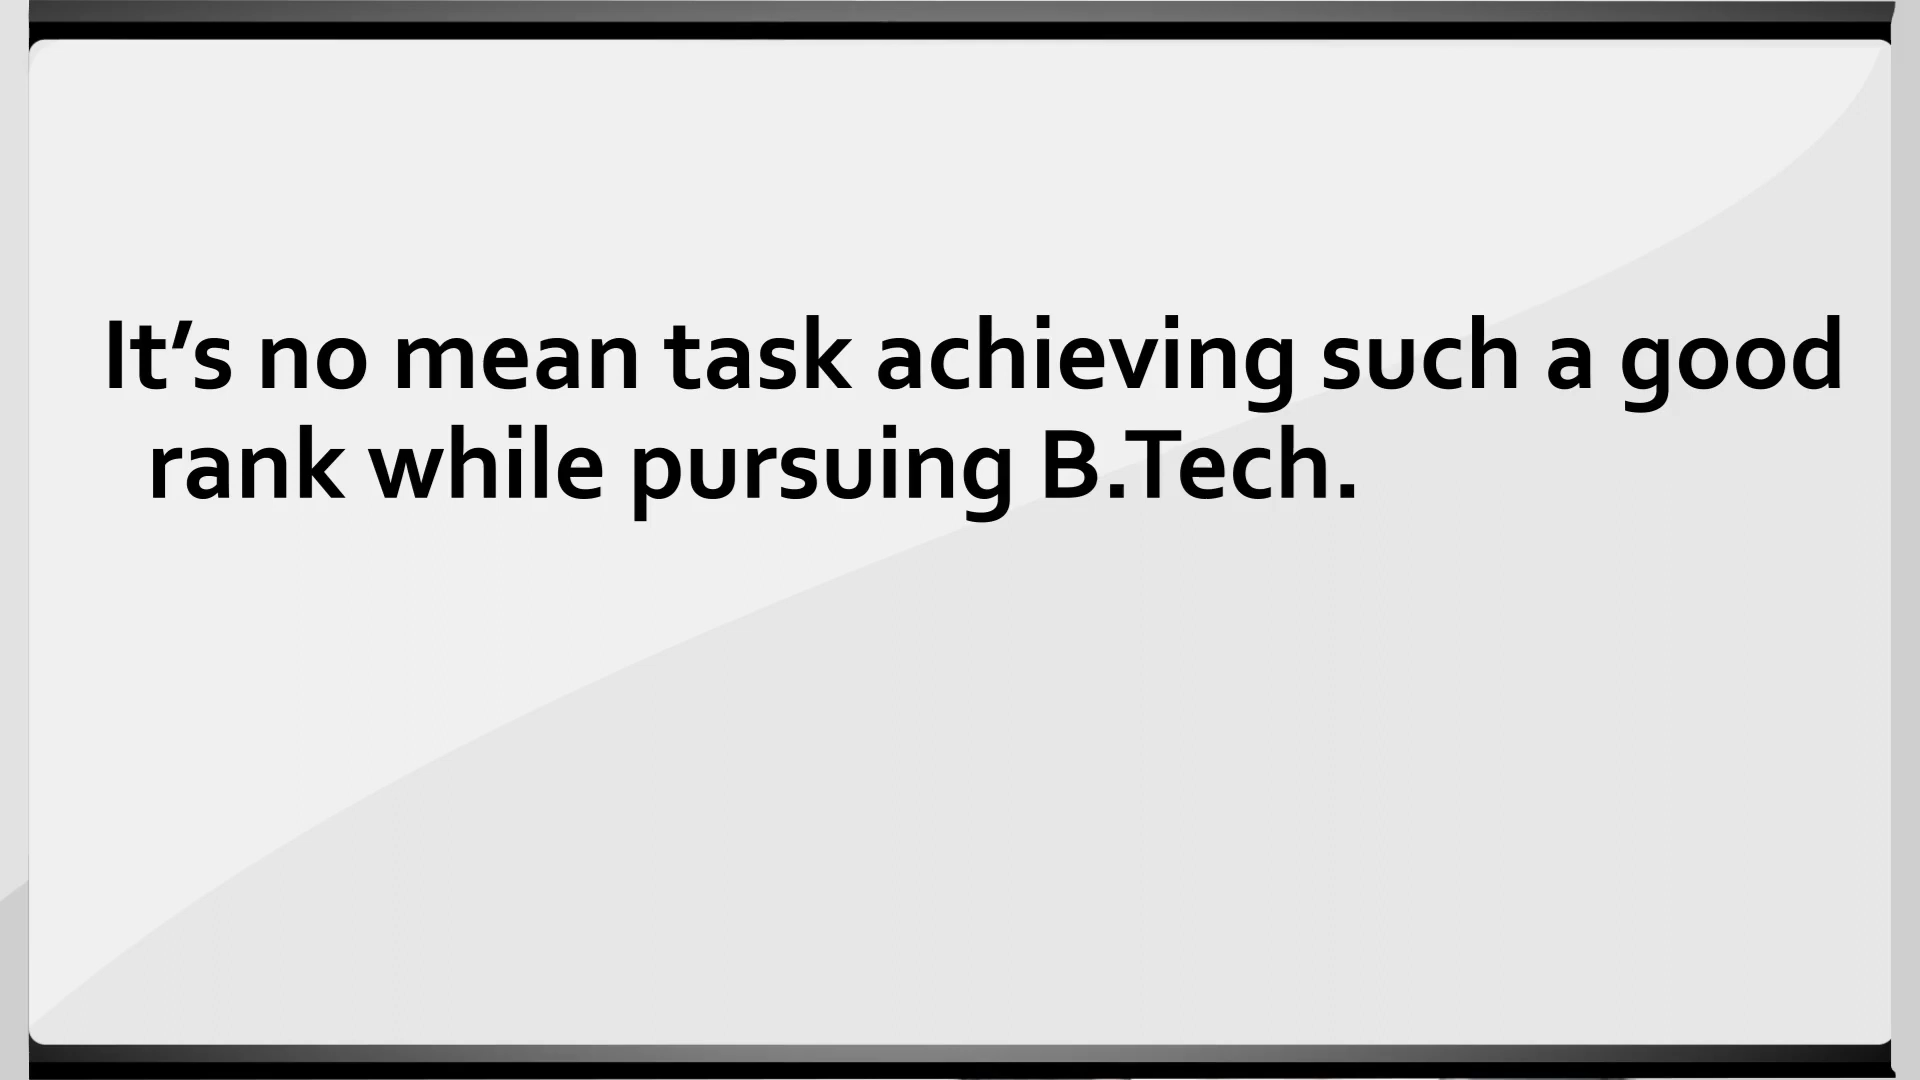 It’s no mean task achieving such a good
rank while pursuing B.Tech.